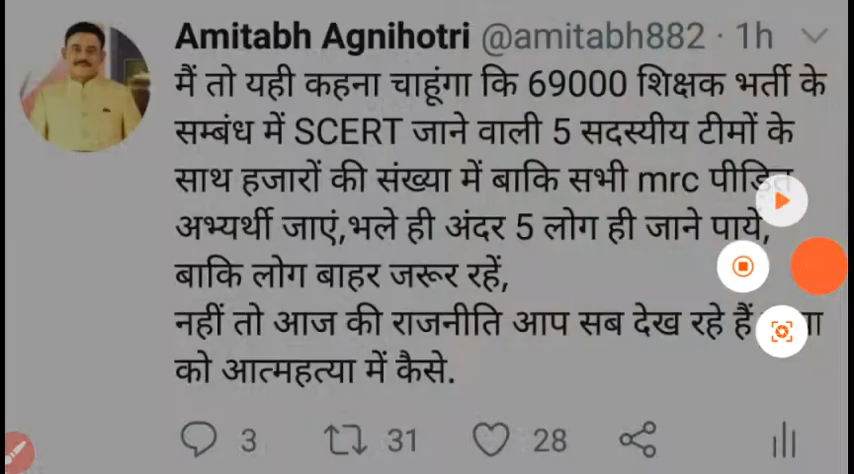 Amitabh Agnihotri @amitabh882 · 1h
मैं तो यही कहना चाहूंगा कि 69000 शिक्षक भर्ती के
सम्बंध में SCERT जाने वाली 5 सदस्यीय टीमों के
साथ हजारों की संख्या में बाकि सभी mrc पीड़ित
अभ्यर्थी जाएं,भले ही अंदर 5 लोग ही जाने पाये,
बाकि लोग बाहर जरूर रहें,
नहीं तो आज की राजनीति आप सब देख रहे हैं
को आत्महत्या में कैसे.
3 31 28